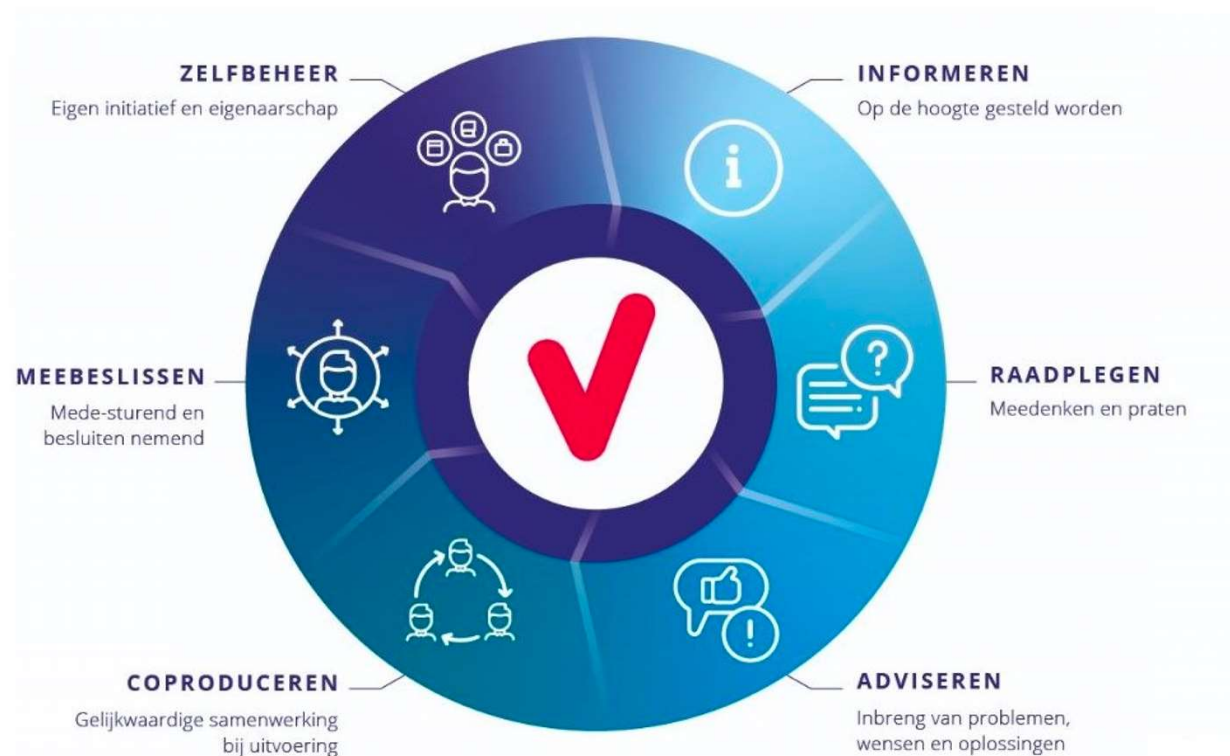 ZELFBEHEER
Eigen initiatief en eigenaarschap
INFORMEREN
Op de hoogte gesteld worden
MEEBESLISSEN
Mede-sturend en
besluiten nemend
RAADPLEGEN
Meedenken en praten
COPRODUCEREN
Gelijkwaardige samenwerking
bij uitvoering
ADVISEREN
Inbreng van problemen,
wensen en oplossingen